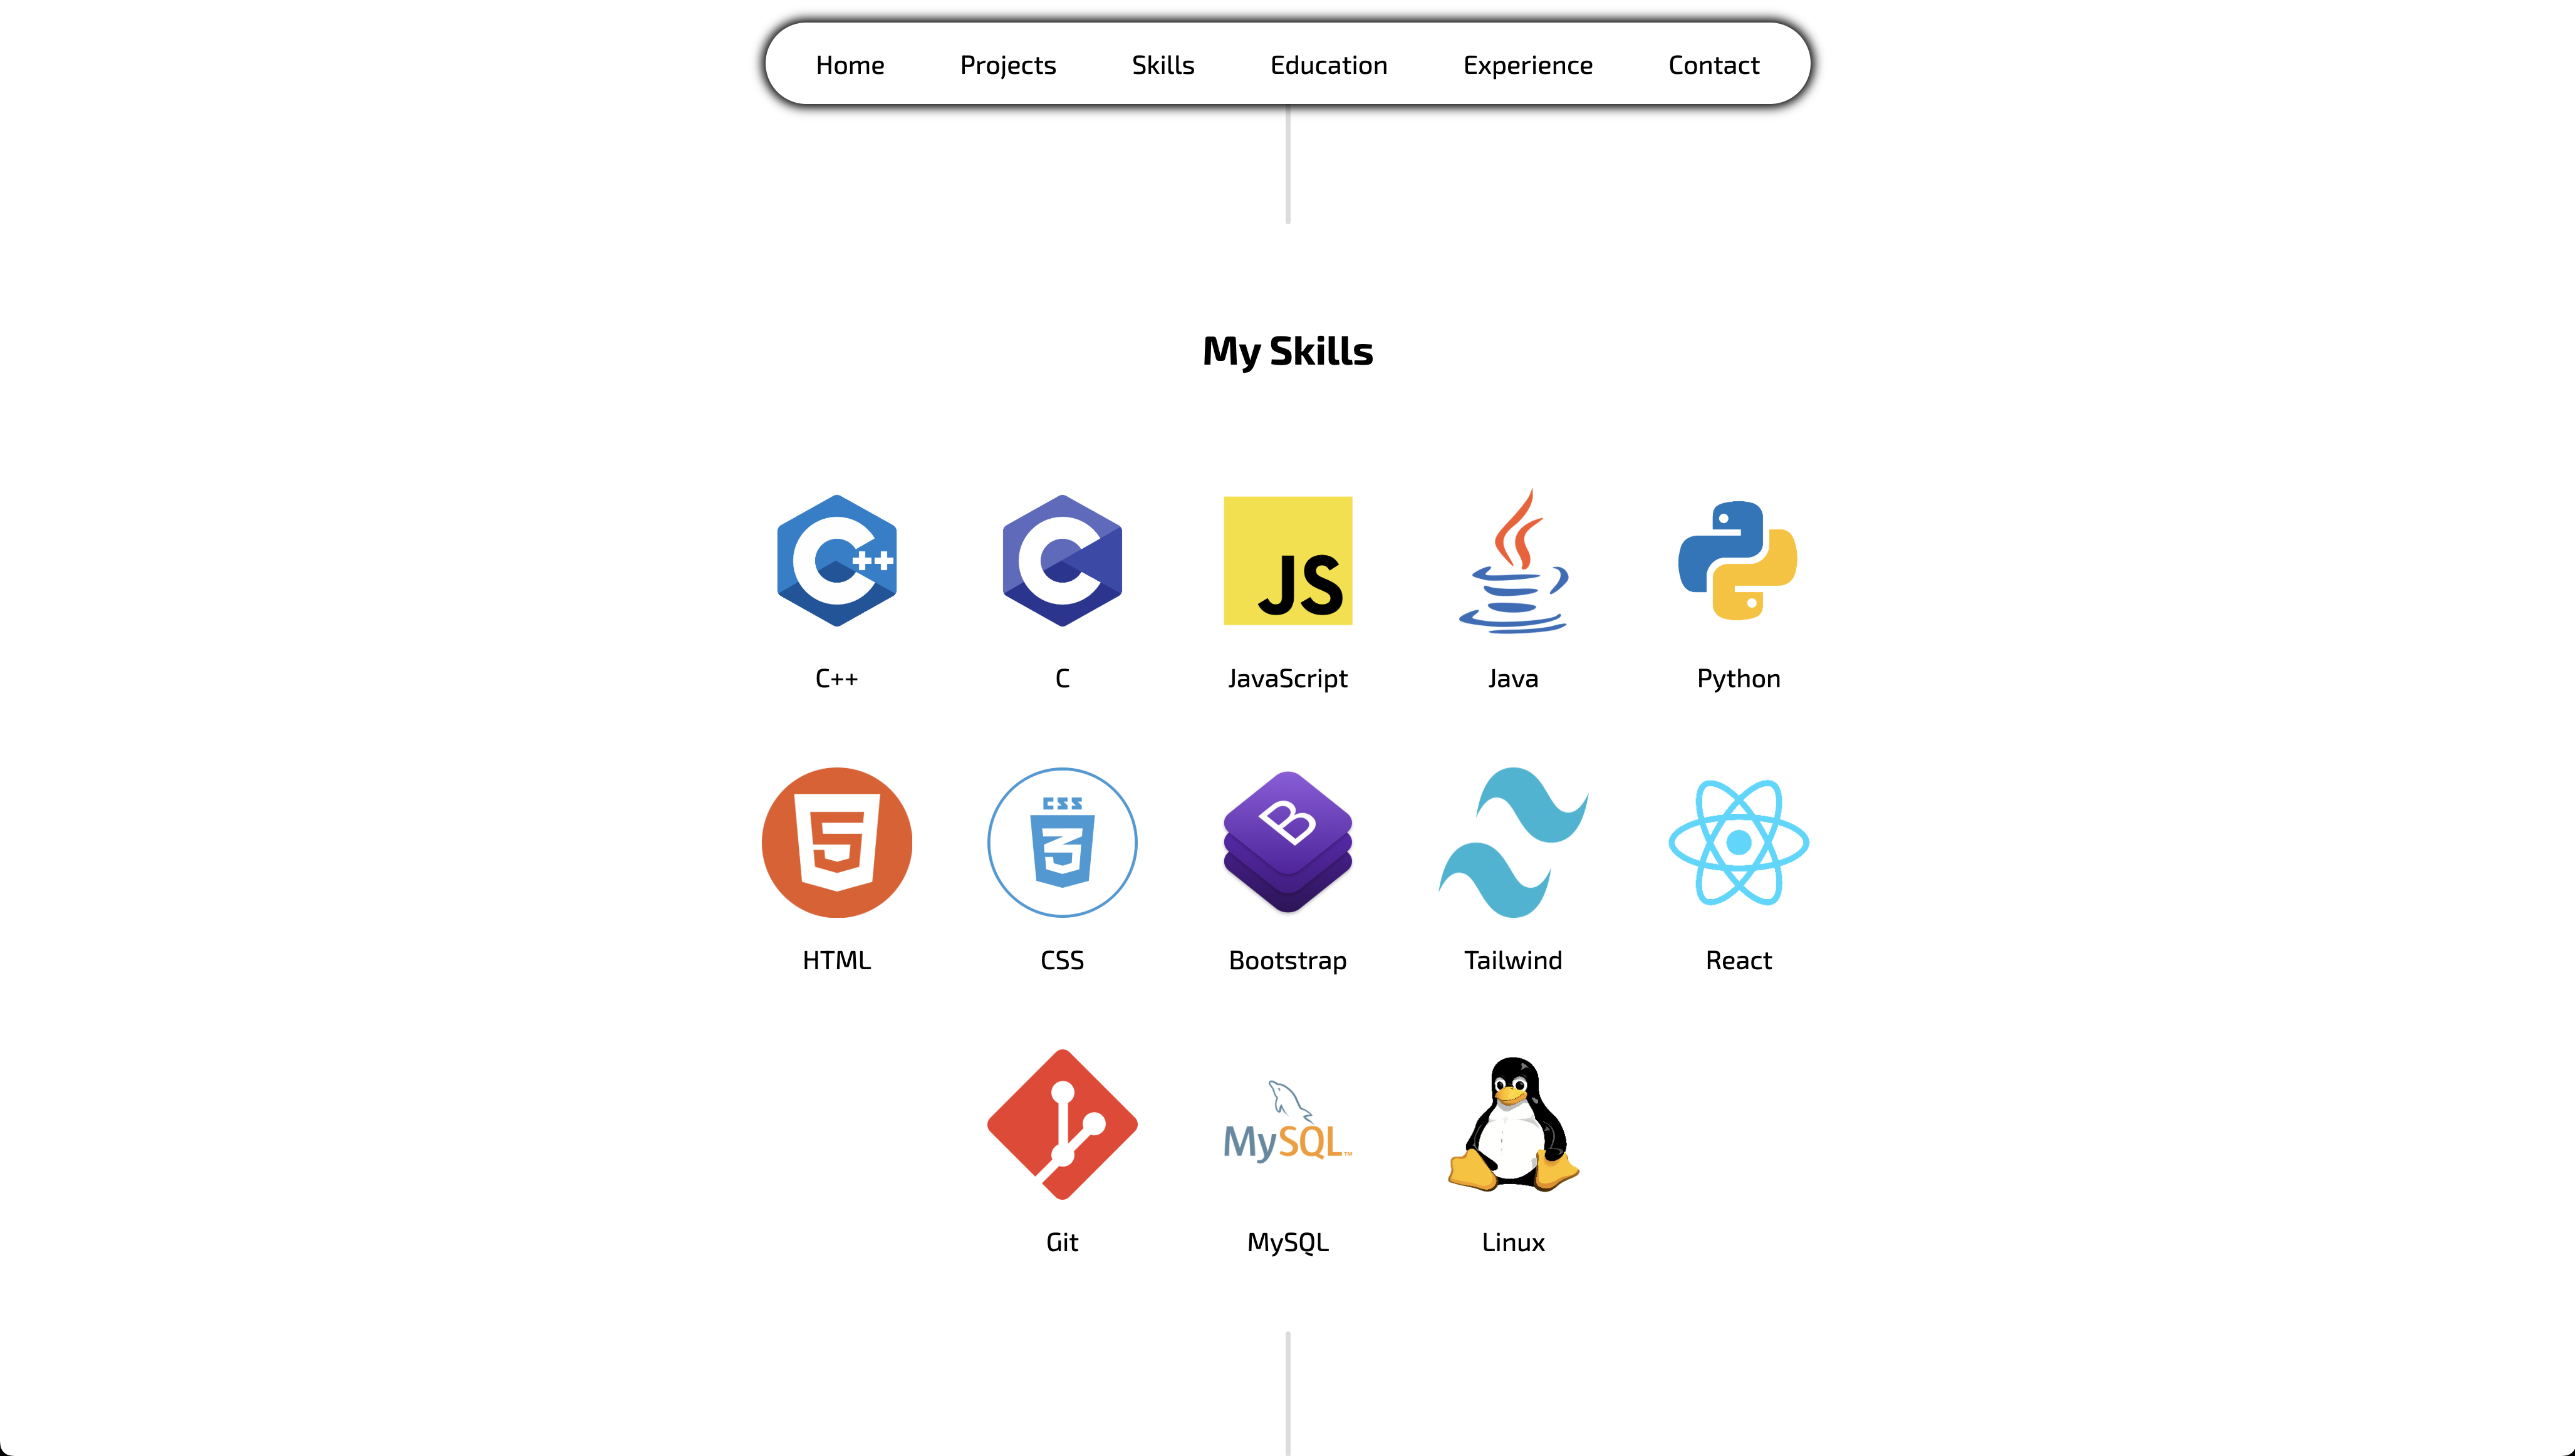 Home Projects Skills Education Experience Contact
My Skills
C ++ C JS
C++ C JavaScript Java Python
5 CSS 3 B
HTML CSS Bootstrap Tailwind React
MySQL™
Git MySQL Linux